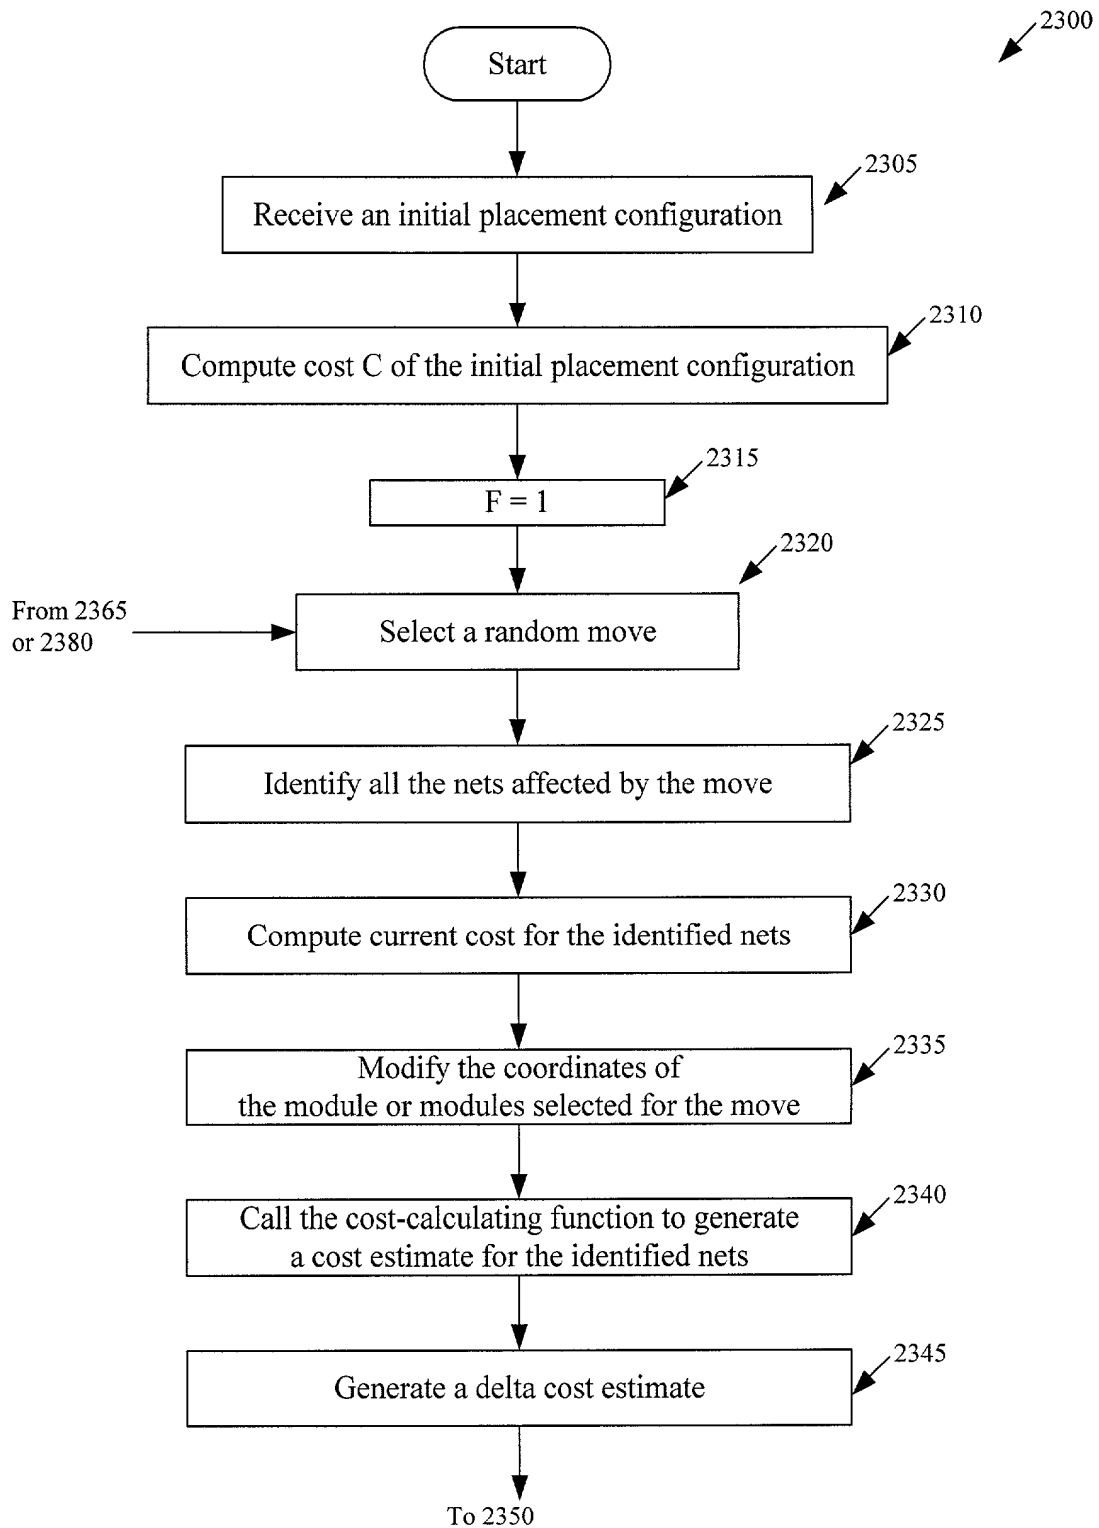 2300
Start
2305
Receive an initial placement configuration
2310
Compute cost C of the initial placement configuration
2315
F = 1
2320
From 2365
or 2380
Select a random move
2325
Identify all the nets affected by the move
2330
Compute current cost for the identified nets
2335
Modify the coordinates of
the module or modules selected for the move
2340
Call the cost-calculating function to generate
a cost estimate for the identified nets
2345
Generate a delta cost estimate
To 2350